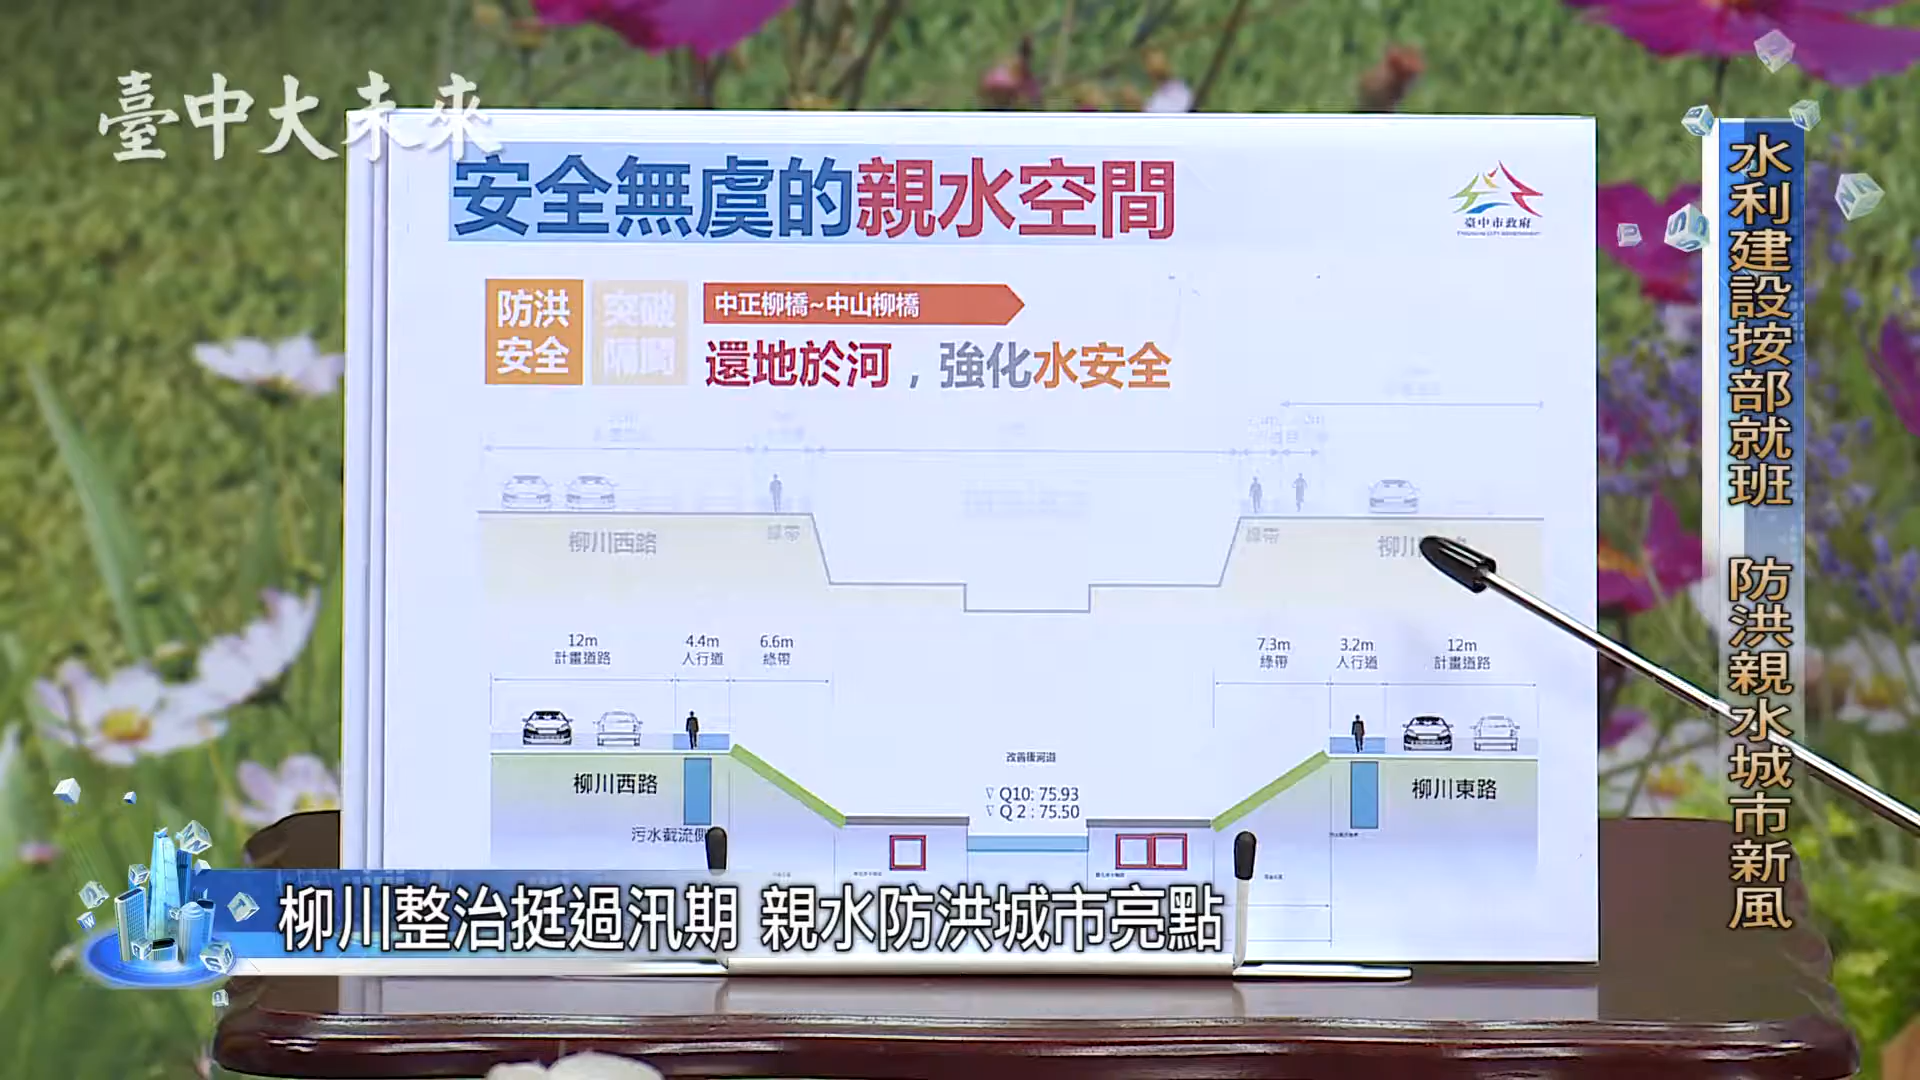 臺中大未來
安全無虞的親水空間
臺中市政府
防洪
安全
突破
隔閡
中正柳橋~中山柳橋
還地於河，強化水安全
柳川西路
綠帶
綠帶
12m
計畫道路
4.4m
人行道
6.6m
綠帶
7.3m
綠帶
3.2m
人行道
12m
計畫道路
改善後河道
Q10: 75.93
Q 2 : 75.50
柳川西路
柳川東路
污水截流
柳川整治挺過汛期 親水防洪城市亮點
水利建設按部就班 防洪親水城市新風